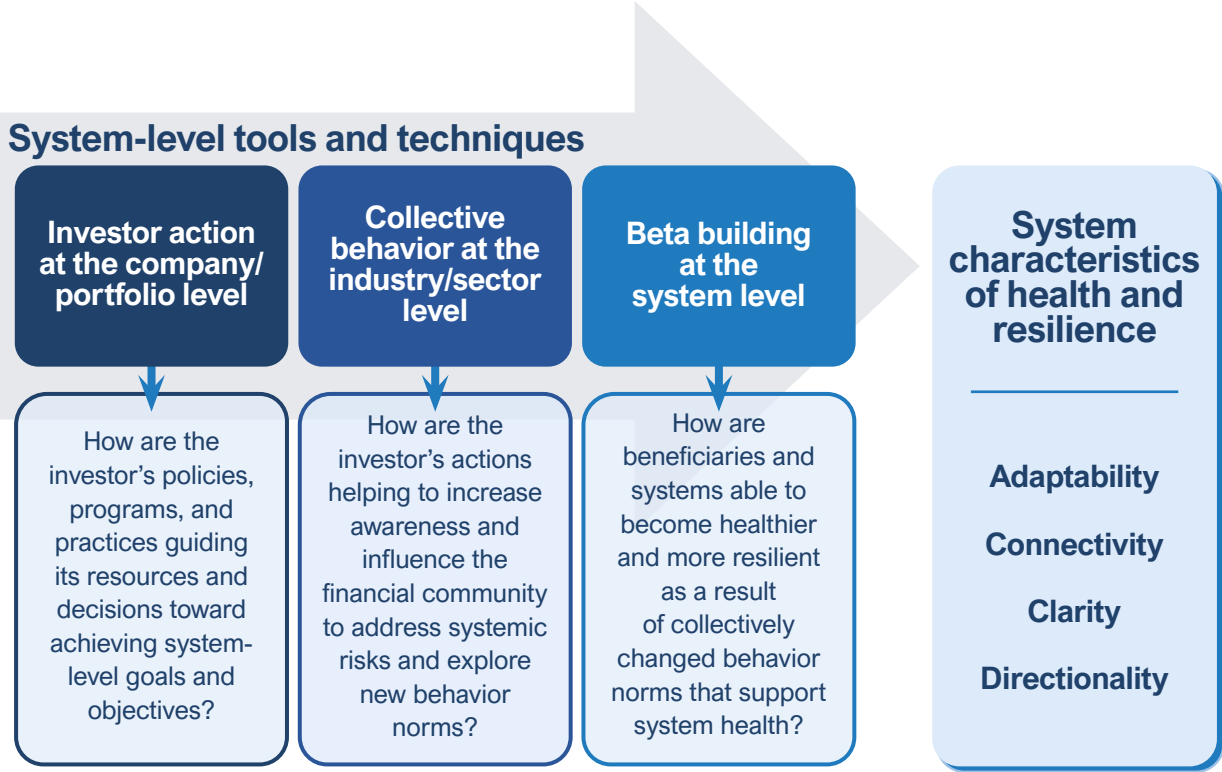 System-level tools and techniques
Investor action
at the company/
portfolio level
How are the
investor’s policies,
programs, and
practices guiding
its resources and
decisions toward
achieving system-
level goals and
objectives?
Collective
behavior at the
industry/sector
level
How are the
investor’s actions
helping to increase
awareness and
influence the
financial community
to address systemic
risks and explore
new behavior
norms?
Beta building
at the
system level
How are
beneficiaries and
systems able to
become healthier
and more resilient
as a result
of collectively
changed behavior
norms that support
system health?
System
characteristics
of health and
resilience
Adaptability
Connectivity
Clarity
Directionality